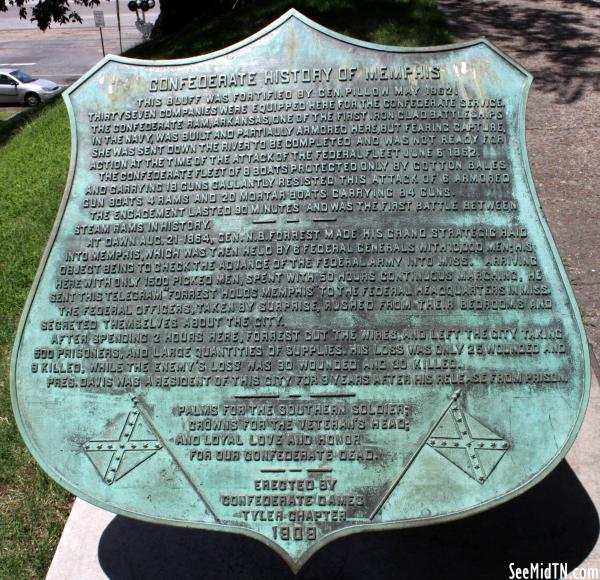 CONFEDERATE HISTORY OF MEMPHIS
THIS BLUFF WAS FORTIFIED BY GEN. PILLOW MAY 1862.
THIRTY SEVEN COMPANIES WERE EQUIPPED HERE FOR THE CONFEDERATE SERVICE.
THE CONFEDERATE RAM, ARKANSAS, ONE OF THE FIRST IRON CLAD BATTLESHIPS
IN THE NAVY, WAS BUILT AND PARTIALLY ARMORED HERE, BUT FEARING CAPTURE,
SHE WAS SENT DOWN THE RIVER TO BE COMPLETED AND WAS NOT READY FOR
ACTION AT THE TIME OF THE ATTACK OF THE FEDERAL FLEET JUNE 6 1862.
THE CONFEDERATE FLEET OF 8 BOATS PROTECTED ONLY BY COTTON BALES
AND CARRYING 18 GUNS GALLANTLY RESISTED THIS ATTACK OF 6 ARMORED
GUN BOATS 4 RAMS AND 20 MORTAR BOATS CARRYING 84 GUNS.
THE ENGAGEMENT LASTED 90 MINUTES AND WAS THE FIRST BATTLE BETWEEN
STEAM RAMS IN HISTORY.
AT DAWN AUG. 21 1864, GEN. N.B. FORREST MADE HIS GRAND STRATEGIC RAID
INTO MEMPHIS, WHICH WAS THEN HELD BY 6 FEDERAL GENERALS WITH 10,000 MEN; HIS
OBJECT BEING TO CHECK THE ADVANCE OF THE FEDERAL ARMY INTO MISS. ARRIVING
HERE WITH ONLY 1500 PICKED MEN, SPENT WITH 60 HOURS CONTINUOUS MARCHING, HE
SENT THIS TELEGRAM "FORREST HOLDS MEMPHIS" TO THE FEDERAL HEADQUARTERS IN MISS.
THE FEDERAL OFFICERS, TAKEN BY SURPRISE, RUSHED FROM THEIR BEDROOMS AND
SECRETED THEMSELVES ABOUT THE CITY.
AFTER SPENDING 2 HOURS HERE, FORREST CUT THE WIRES, AND LEFT THE CITY TAKING
600 PRISONERS, AND LARGE QUANTITIES OF SUPPLIES. HIS LOSS WAS ONLY 25 WOUNDED AND
9 KILLED, WHILE THE ENEMY'S LOSS WAS 90 WOUNDED AND 90 KILLED.
PRES. DAVIS WAS A RESIDENT OF THIS CITY FOR 8 YEARS AFTER HIS RELEASE FROM PRISON.
PALMS FOR THE SOUTHERN SOLDIER;
CROWNS FOR THE VETERAN'S HEAD;
AND LOYAL LOVE AND HONOR
FOR OUR CONFEDERATE DEAD.
ERECTED BY
CONFEDERATE DAMES
TYLER CHAPTER
1908
SeeMidTN.com